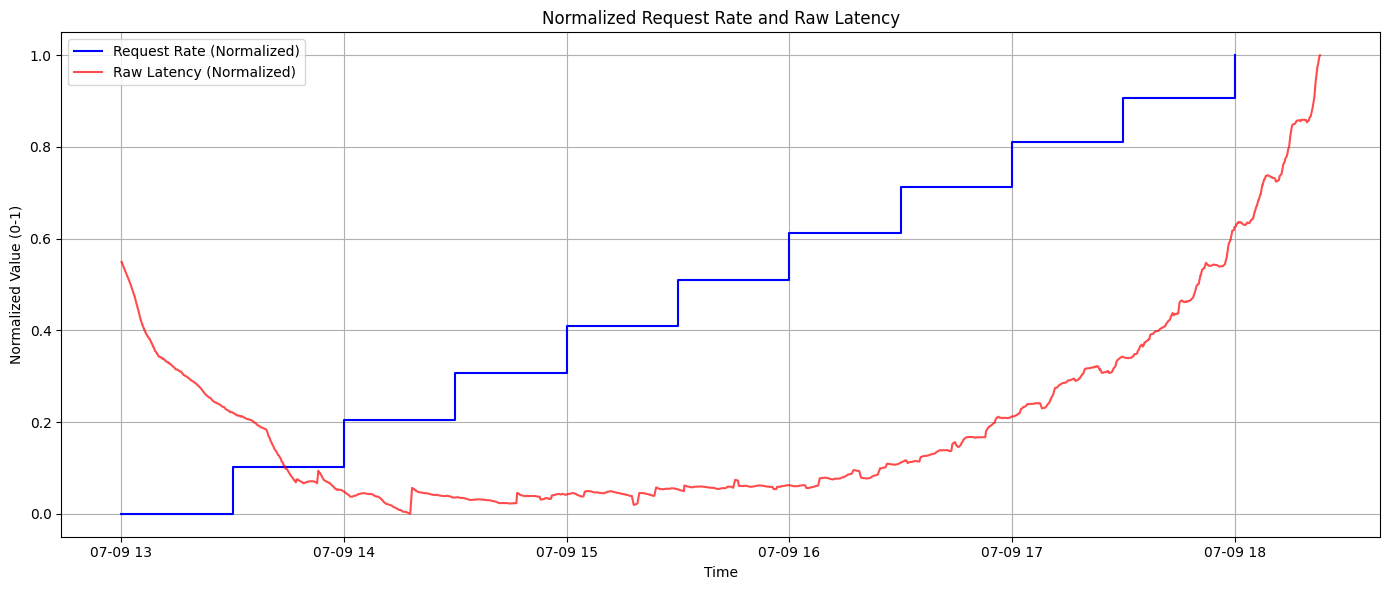 Normalized Request Rate and Raw Latency
Request Rate (Normalized)
Raw Latency (Normalized)
Normalized Value (0-1)
1.0
0.8
0.6
0.4
0.2
0.0
07-09 13
07-09 14
07-09 15
07-09 16
07-09 17
07-09 18
Time